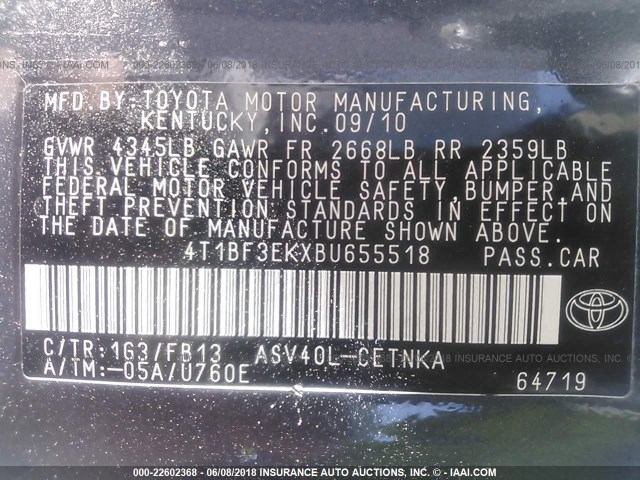 MFD.BY:TOYOTA MOTOR MANUFACTURING,
KENTUCKY,INC.09/10
GVWR 4345LB GAWR FR 2668LB RR 2359LB
THIS VEHICLE CONFORMS TO ALL APPLICABLE
FEDERAL MOTOR VEHICLE SAFETY,BUMPER,AND
THEFT PREVENTION STANDARDS IN EFFECT ON
THE DATE OF MANUFACTURE SHOWN ABOVE.
4T1BF3EKXBU655518 PASS.CAR
C/TR:1G3/FB13 ASV40L-CETNKA
A/TM:-05A/U760E
64719
000-22602368 - 06/08/2018 - INSURANCE AUTO AUCTIONS, INC. - IAAI.COM